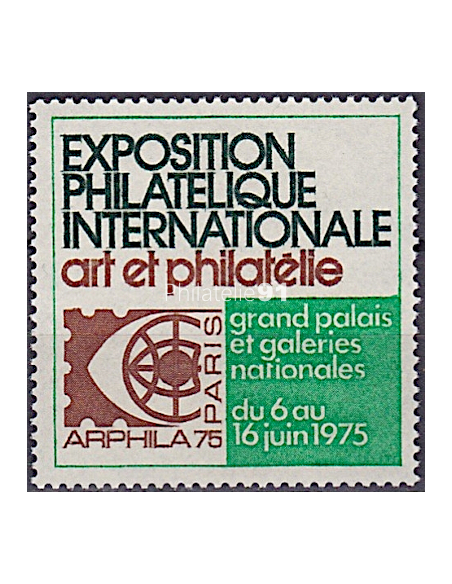 EXPOSITION
PHILATELIQUE
INTERNATIONALE
art et philatélie
Philatelie91
grand palais
et galeries
nationales
du 6 au
16 juin 1975
PARIS
ARPHILA 75